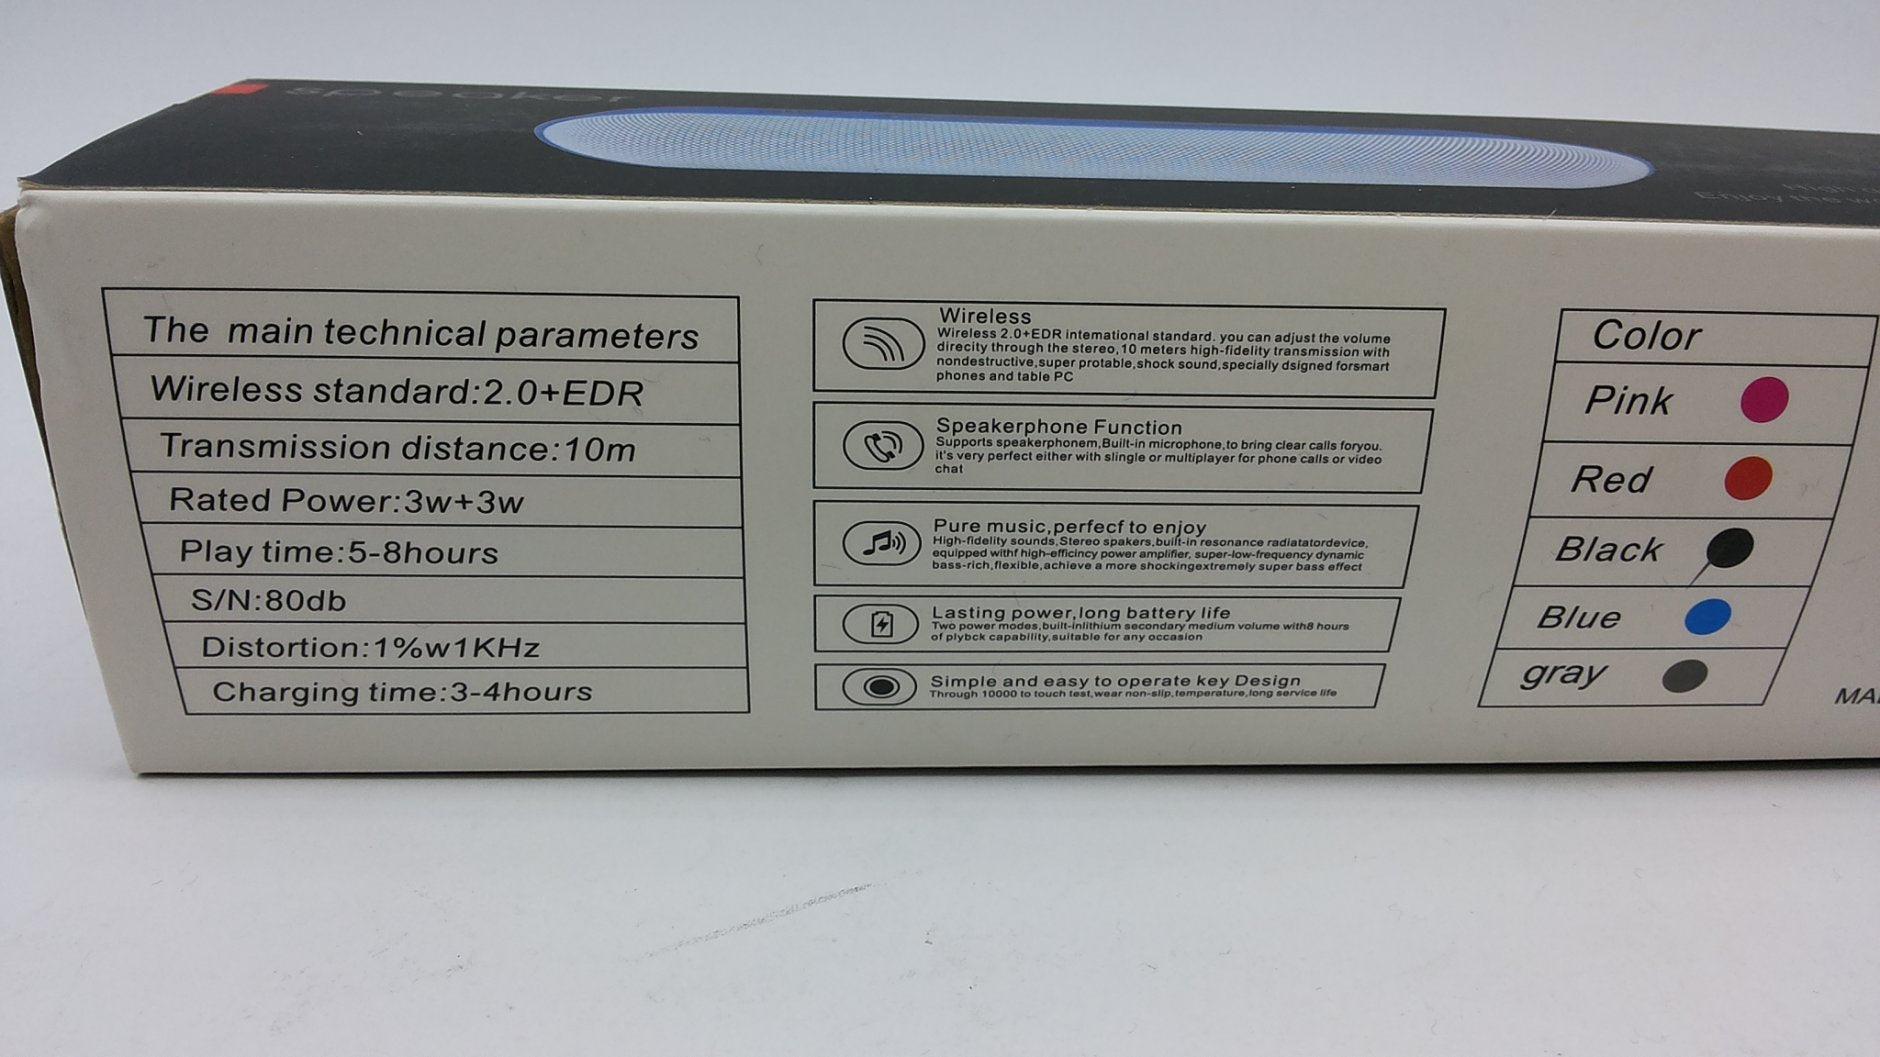 speaker
Enjoy the
The main technical parameters
Wireless standard:2.0+EDR
Transmission distance:10m
Rated Power:3w+3w
Play time:5-8hours
S/N:80db
Distortion:1%w1KHz
Charging time:3-4hours
Wireless
Wireless 2.0+EDR international standard. you can adjust the volume
direcity through the stereo,10 meters high-fidelity transmission with
nondestructive,super protable,shock sound,specially dsigned forsmart
phones and table PC
Speakerphone Function
Supports speakerphonem,Built-in microphone,to bring clear calls foryou.
it's very perfect either with slingle or multiplayer for phone calls or video
chat
Pure music,perfecf to enjoy
High-fidelity sounds,Stereo spakers,built-in resonance radiatatordevice,
equipped withf high-efficincy power amplifier, super-low-frequency dynamic
bass-rich,flexible,achieve a more shockingextremely super bass effect
Lasting power,long battery life
Two power modes,built-inlithium secondary medium volume with8 hours
of plybck capability,suitable for any occasion
Simple and easy to operate key Design
Through 10000 to touch test,wear non-slip,temperature,long service life
Color
Pink
Red
Black
Blue
gray